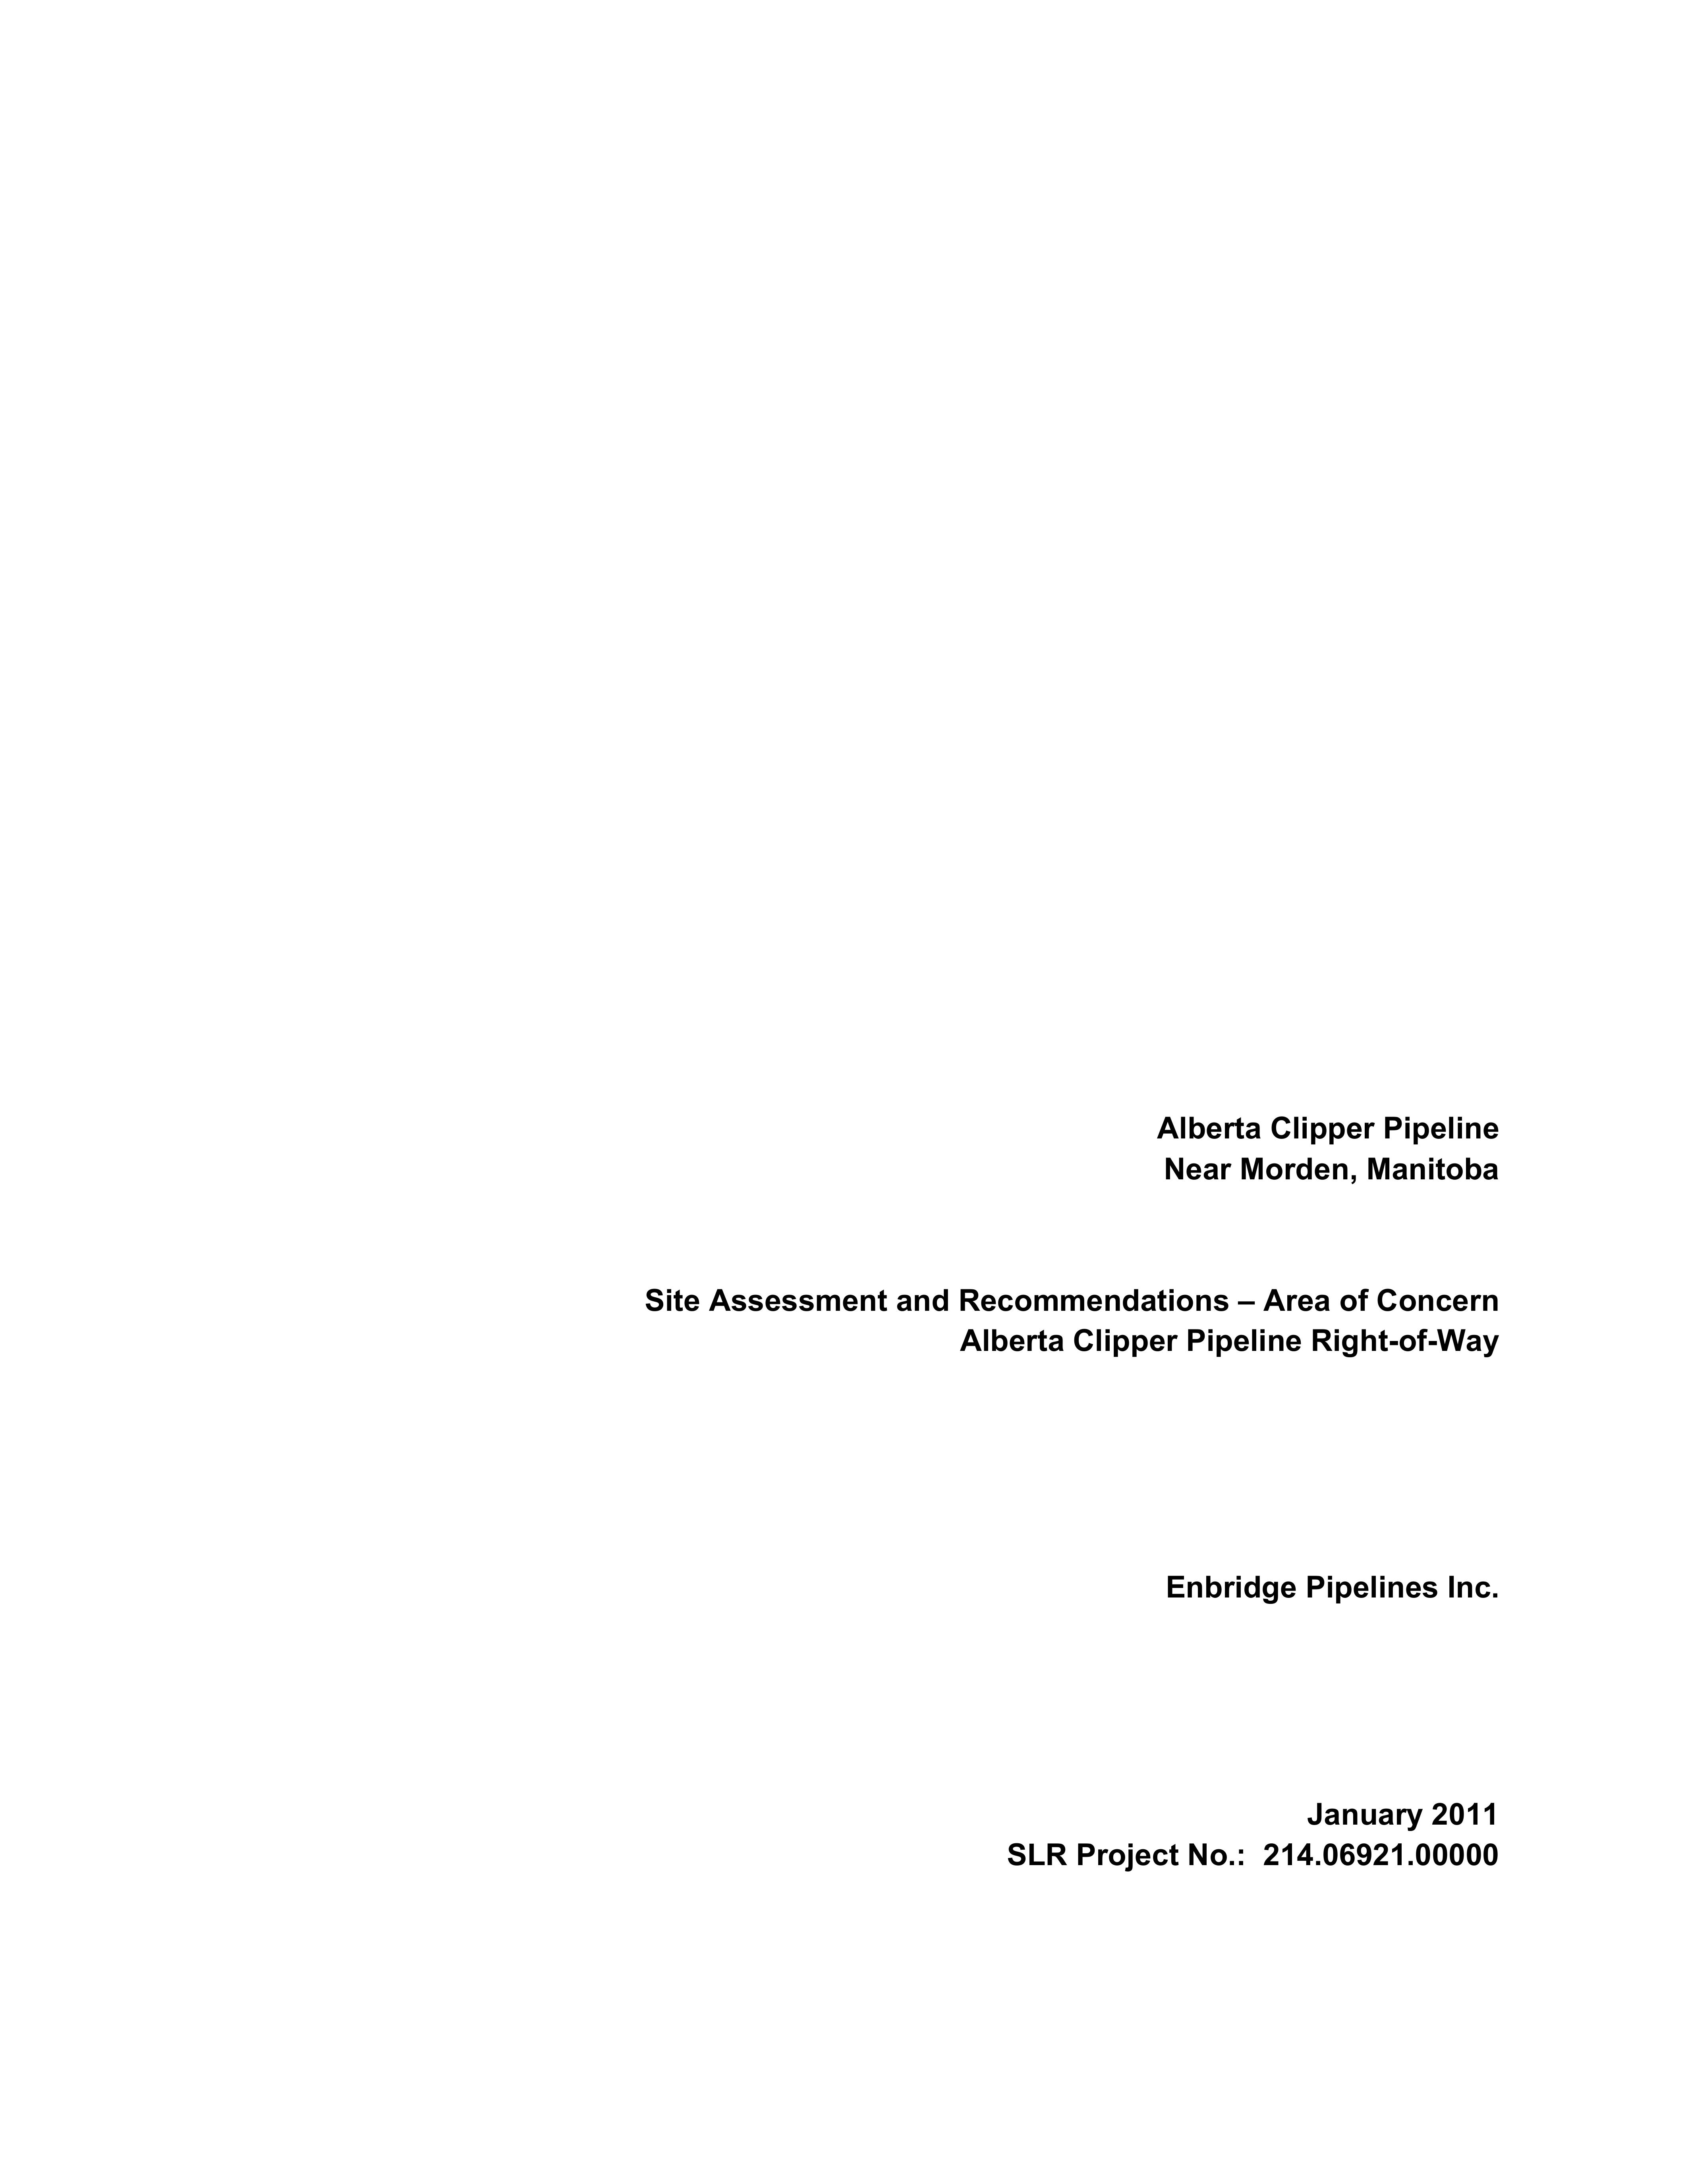 Alberta Clipper Pipeline
Near Morden, Manitoba
Site Assessment and Recommendations – Area of Concern
Alberta Clipper Pipeline Right-of-Way
Enbridge Pipelines Inc.
January 2011
SLR Project No.:  214.06921.00000